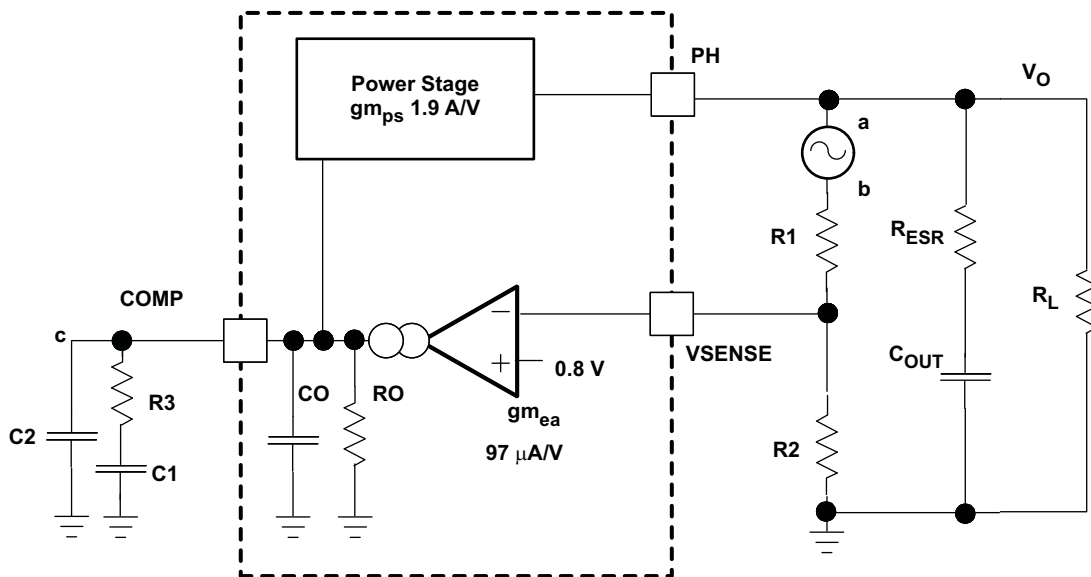 PH
Power Stage
gmps 1.9 A/V
VO
a
b
R1
RESR
RL
COMP
c
VSENSE
0.8 V
CO
RO
R3
C2
C1
gmea
97 μA/V
COUT
R2